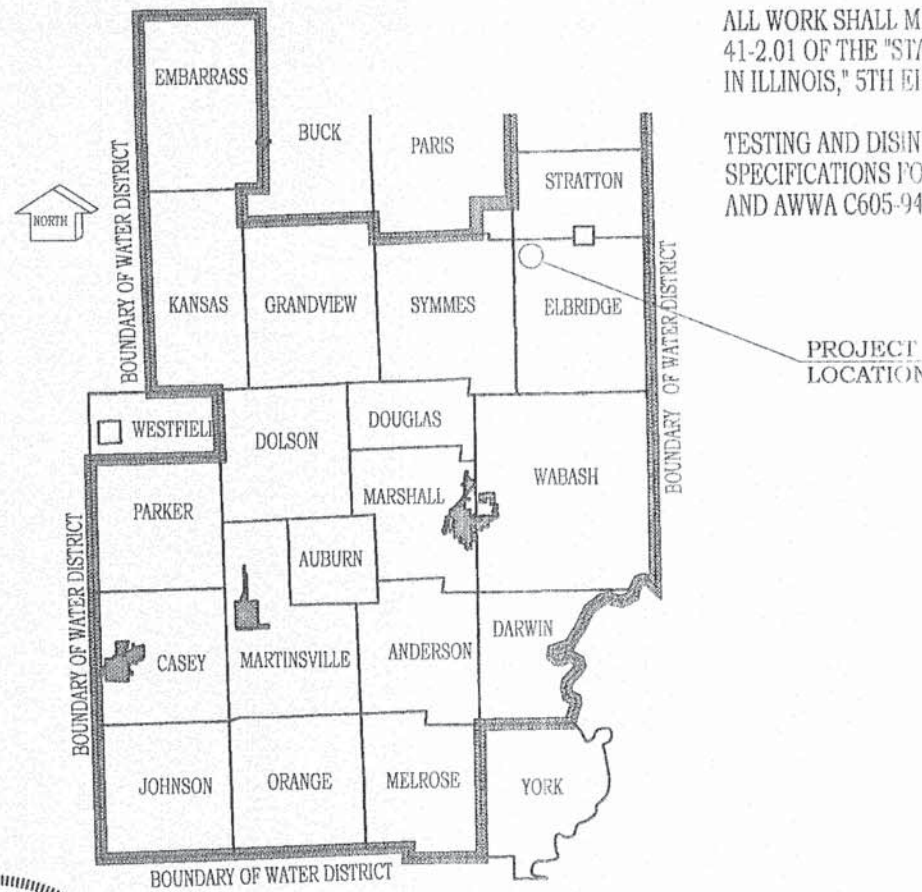 ALL WORK SHALL M
41-2.01 OF THE "STA
IN ILLINOIS," 5TH E
TESTING AND DISIN
SPECIFICATIONS FO
AND AWWA C605-94
EMBARRASS
BUCK
PARIS
STRATTON
NORTH
BOUNDARY OF WATER DISTRICT
KANSAS
GRANDVIEW
SYMMES
ELBRIDGE
BOUNDARY OF WATER DISTRICT
PROJECT
LOCATION
WESTFIEL
DOLSON
DOUGLAS
WABASH
PARKER
MARSHALL
AUBURN
BOUNDARY OF WATER DISTRICT
CASEY
MARTINSVILLE
ANDERSON
DARWIN
JOHNSON
ORANGE
MELROSE
YORK
BOUNDARY OF WATER DISTRICT